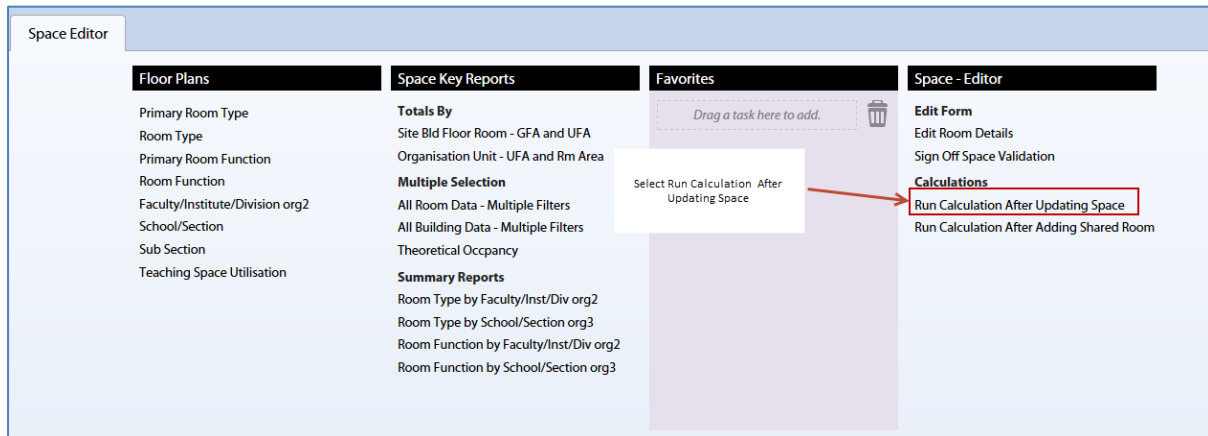 Space Editor
Floor Plans
Primary Room Type
Room Type
Primary Room Function
Room Function
Faculty/Institute/Division org2
School/Section
Sub Section
Teaching Space Utilisation
Space Key Reports
Totals By
Site Bld Floor Room - GFA and UFA
Organisation Unit - UFA and Rm Area
Multiple Selection
All Room Data - Multiple Filters
All Building Data - Multiple Filters
Theoretical Occpancy
Summary Reports
Room Type by Faculty/Inst/Div org2
Room Type by School/Section org3
Room Function by Faculty/Inst/Div org2
Room Function by School/Section org3
Favorites
Drag a task here to add.
Select Run Calculation After
Updating Space
Space - Editor
Edit Form
Edit Room Details
Sign Off Space Validation
Calculations
Run Calculation After Updating Space
Run Calculation After Adding Shared Room